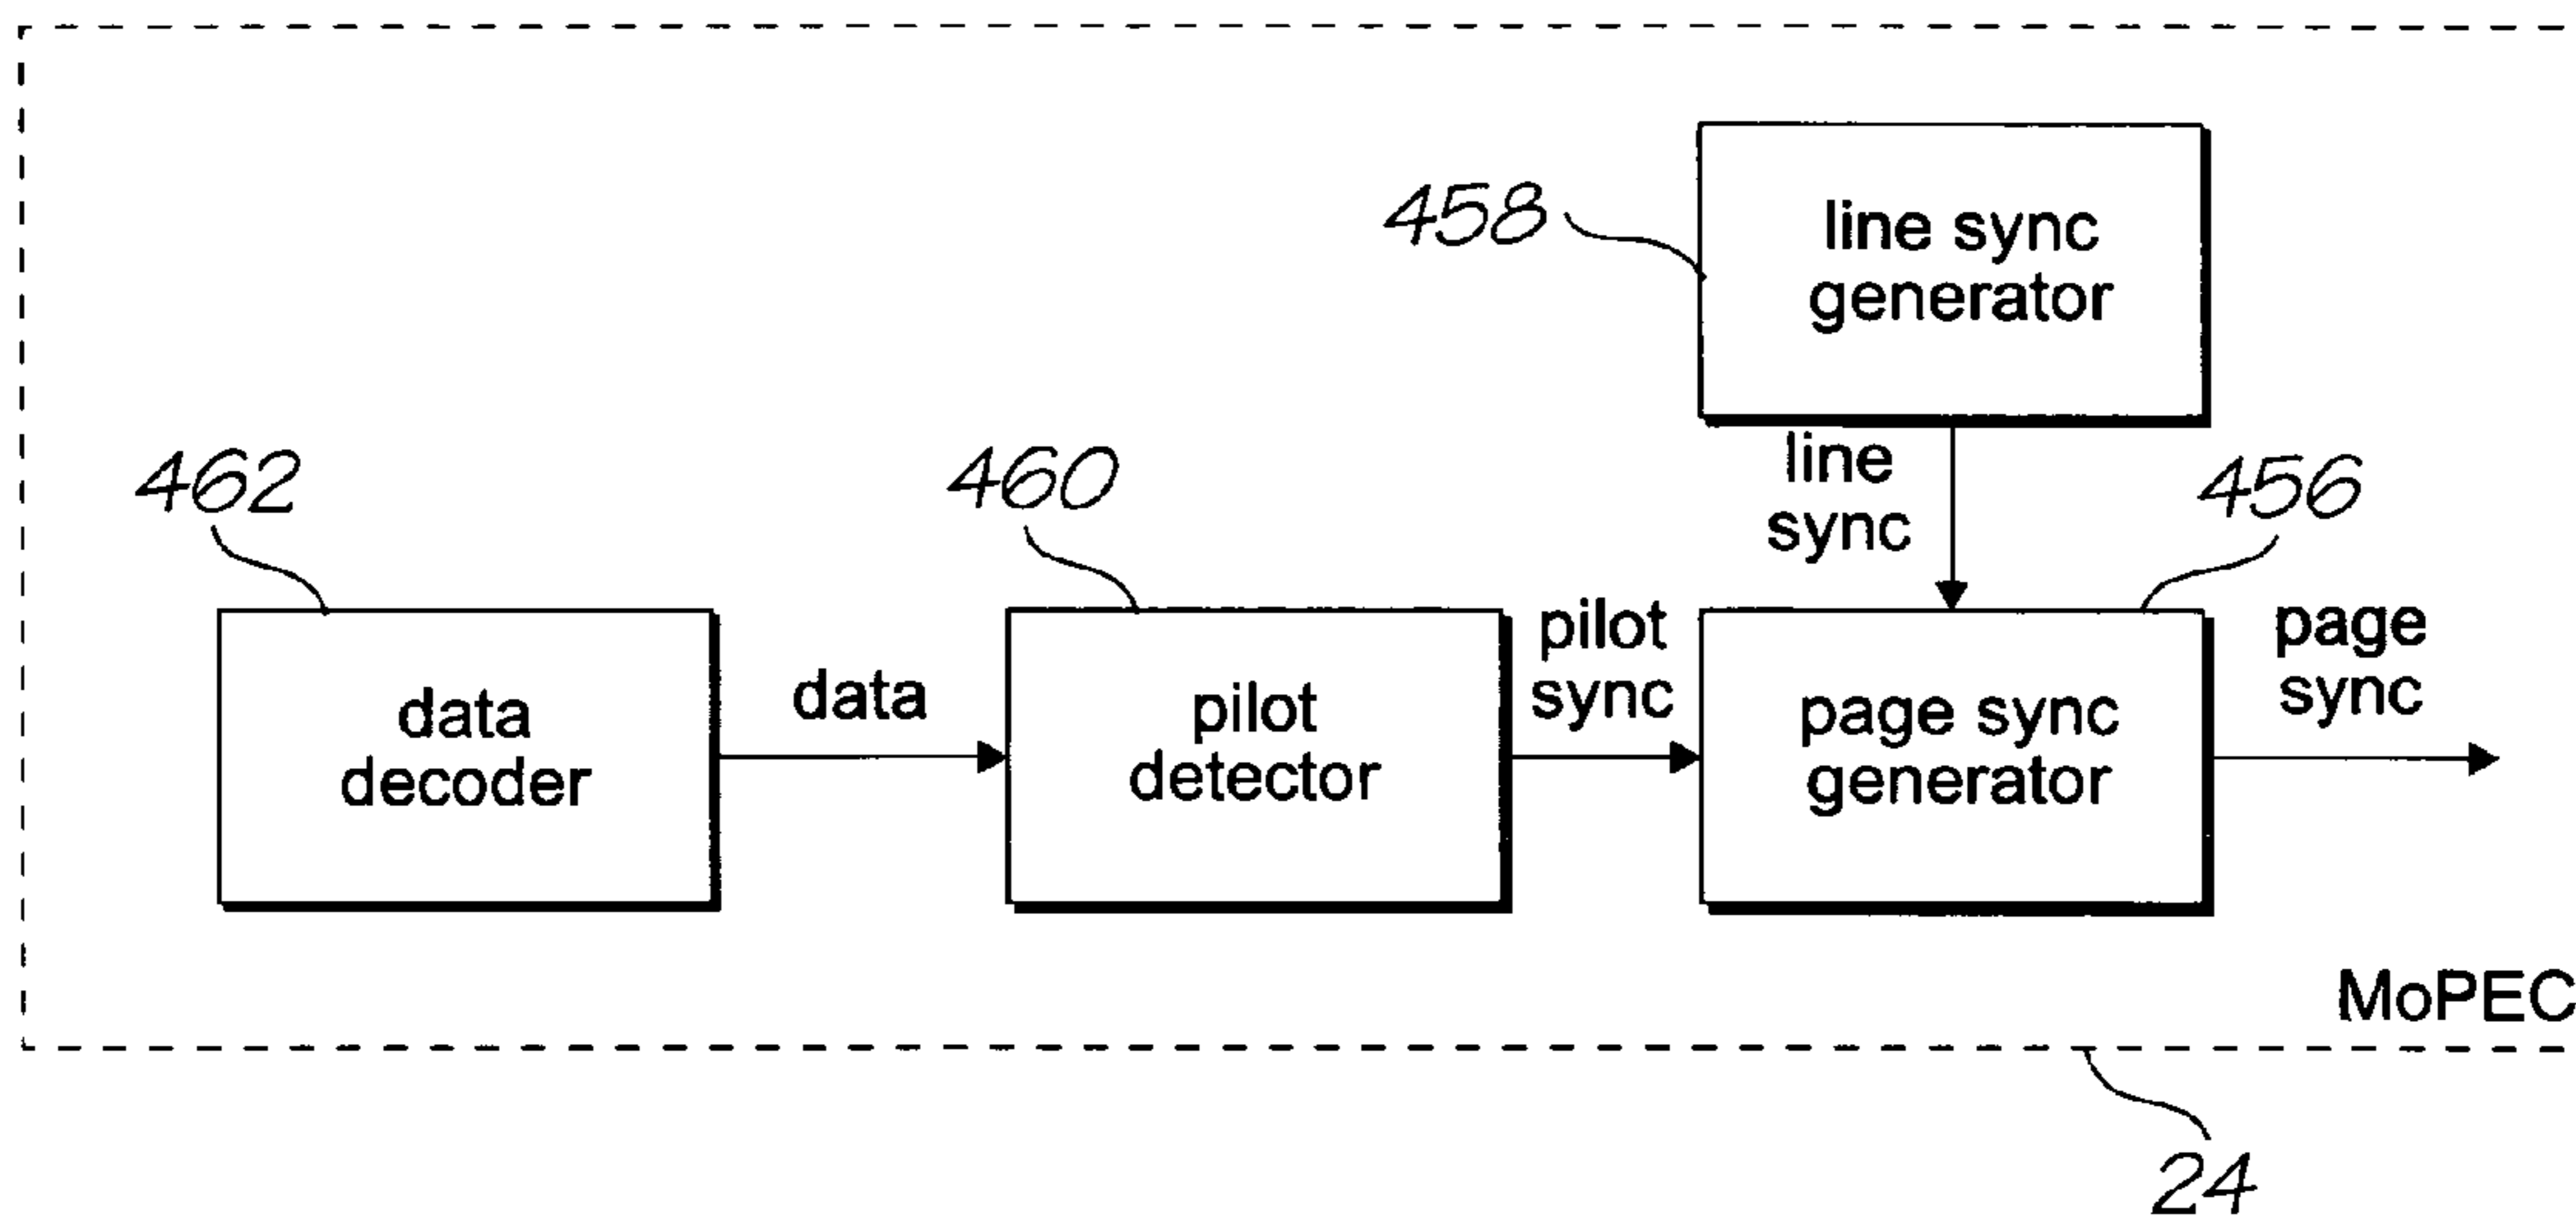 458
line sync
generator
line
sync
462
460
456
data
decoder
data
pilot
detector
pilot
sync
page sync
generator
page
sync
MoPEC
24